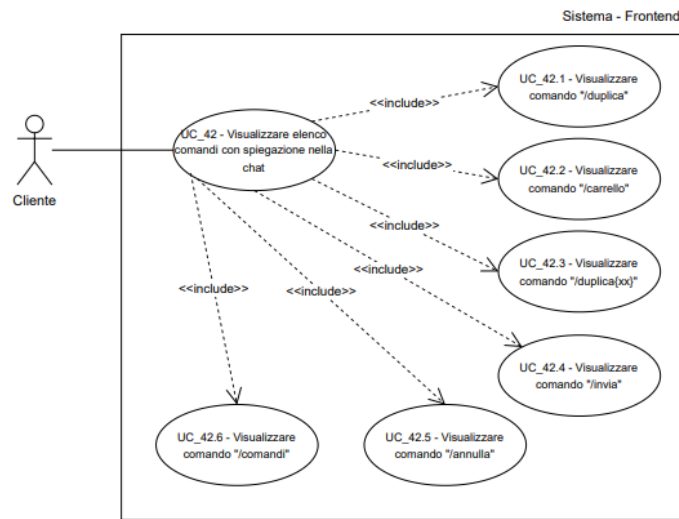 Sistema - Frontend
UC_42.1 - Visualizzare
comando "/duplica"
<<include>>
UC_42 - Visualizzare elenco
comandi con spiegazione nella
chat
<<include>>
UC_42.2 - Visualizzare
comando "/carrello"
Cliente
<<include>>
UC_42.3 - Visualizzare
comando "/duplica{xx}"
<<include>>
<<include>>
<<include>>
UC_42.4 - Visualizzare
comando "/invia"
UC_42.6 - Visualizzare
comando "/comandi"
UC_42.5 - Visualizzare
comando "/annulla"